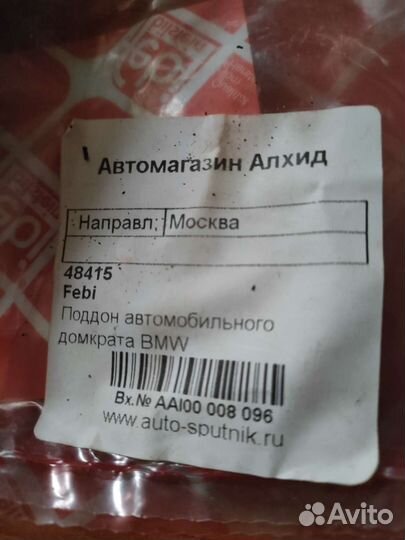 Автомагазин Алхид
Направл.: Москва
48415
Febi
Поддон автомобильного
домкрата BMW
Вх.№ AAI00 008 096
www.auto-sputnik.ru
Avito